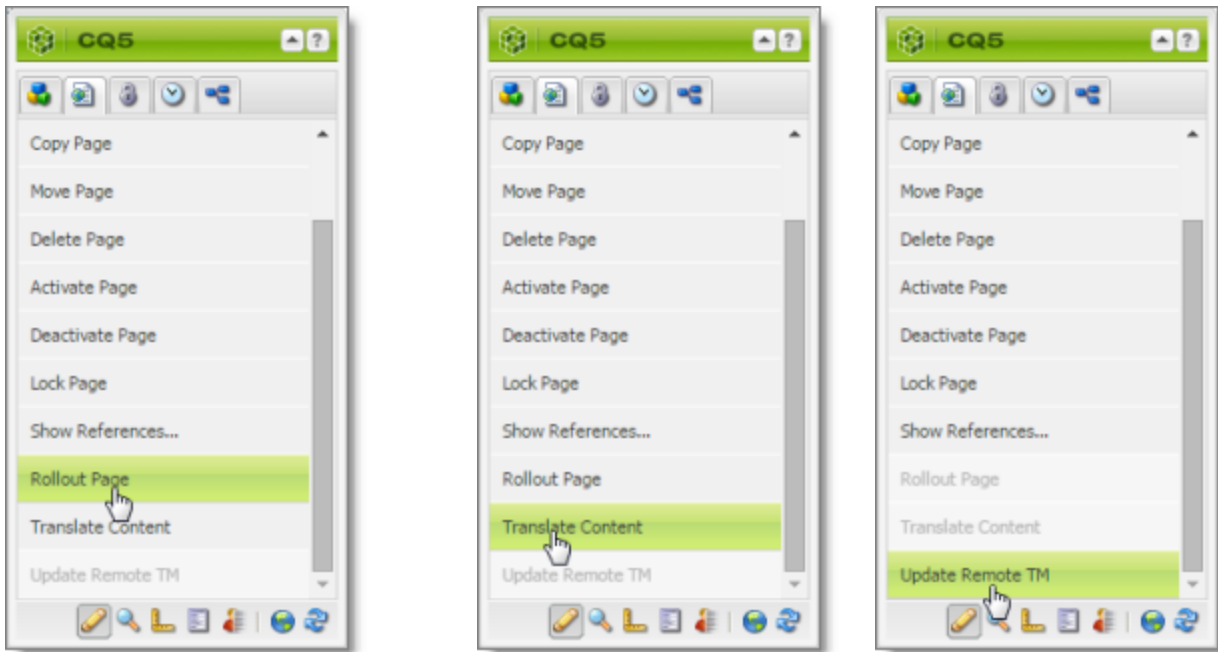 CQ5
?
Copy Page
Move Page
Delete Page
Activate Page
Deactivate Page
Lock Page
Show References...
Rollout Page
Translate Content
Update Remote TM
CQ5
?
Copy Page
Move Page
Delete Page
Activate Page
Deactivate Page
Lock Page
Show References...
Rollout Page
Translate Content
Update Remote TM
CQ5
?
Copy Page
Move Page
Delete Page
Activate Page
Deactivate Page
Lock Page
Show References...
Rollout Page
Translate Content
Update Remote TM